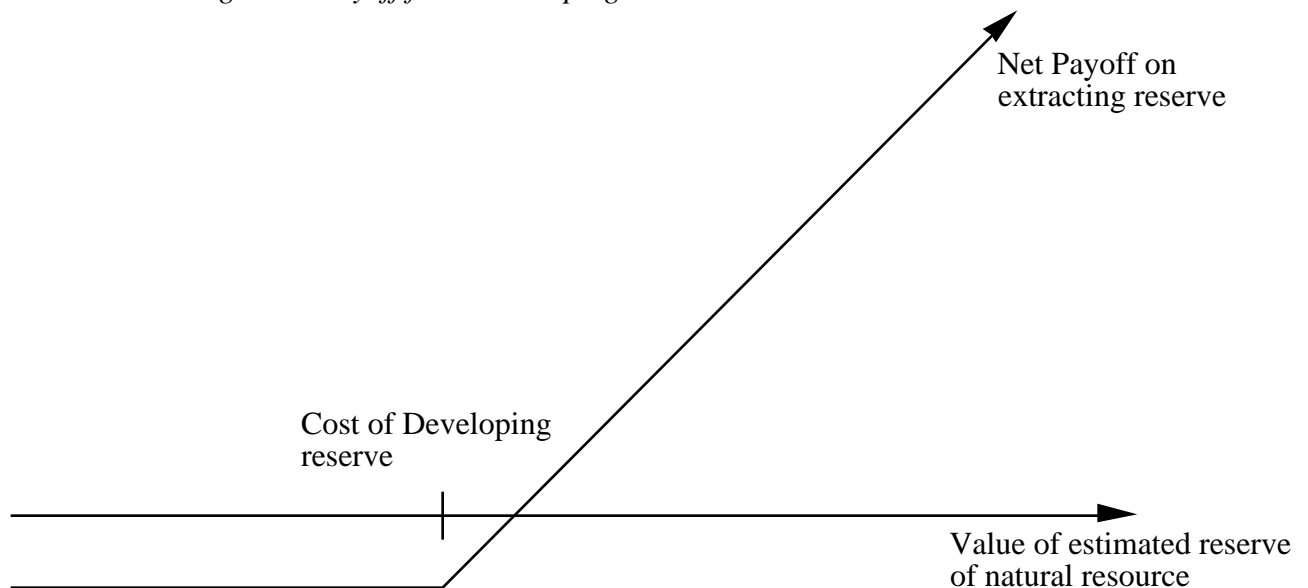 Net Payoff on
extracting reserve
Cost of Developing
reserve
Value of estimated reserve
of natural resource